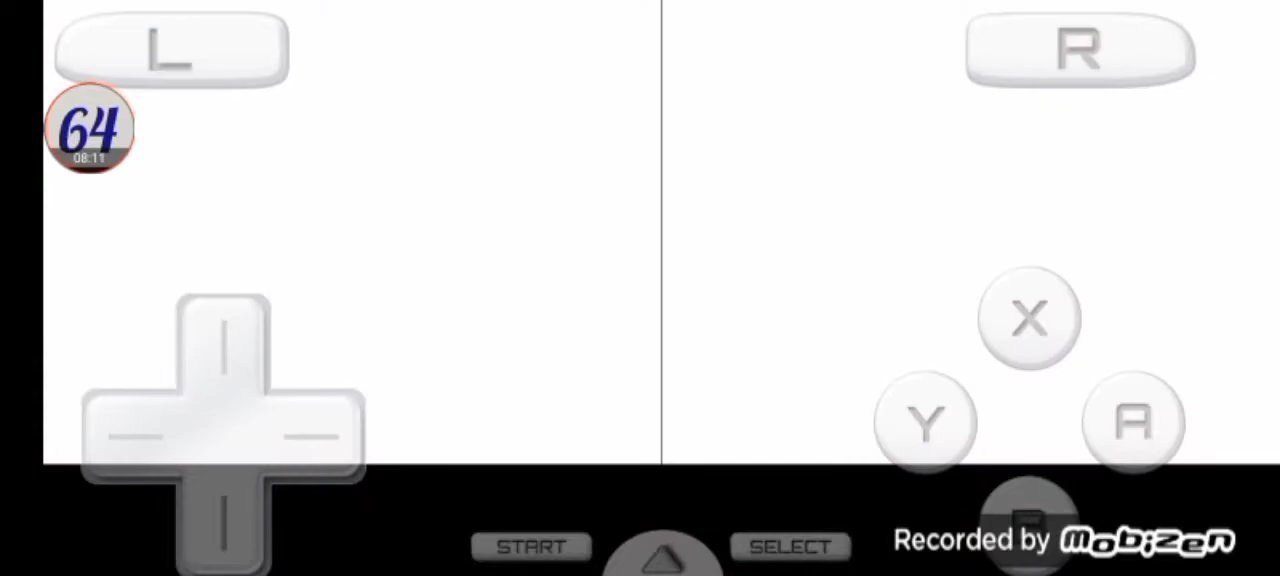 L
R
64
08:11
X
Y
A
B
START
SELECT
Recorded by mobizen